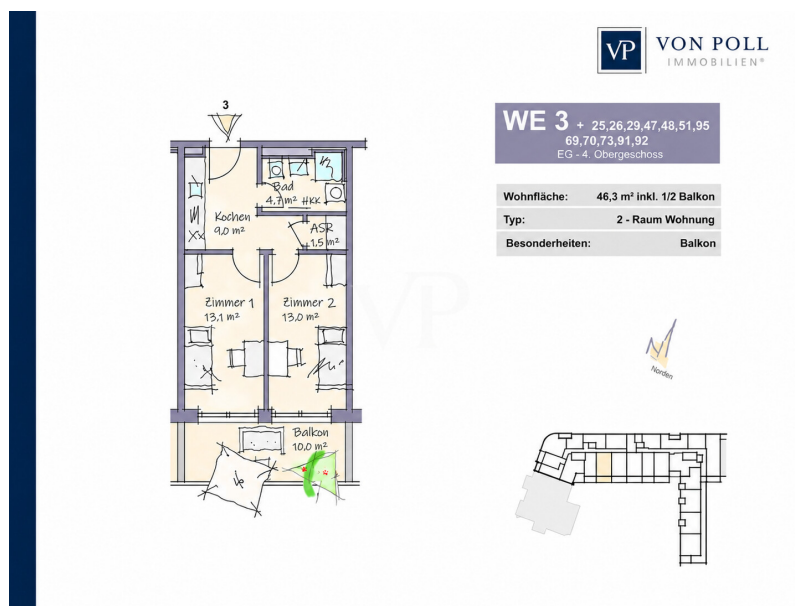 VP VON POLL
IMMOBILIEN®
3
WE 3 + 25,26,29,47,48,51,95
69,70,73,91,92
EG - 4. Obergeschoss
Wohnfläche: 46,3 m² inkl. 1/2 Balkon
Typ: 2 - Raum Wohnung
Besonderheiten: Balkon
Bad
4.7 m² HKK
Kochen
9.0 m²
ASR
1.5 m²
Zimmer 1
13,1 m²
Zimmer 2
13,0 m²
VP
Balkon
10.0 m²
Norden